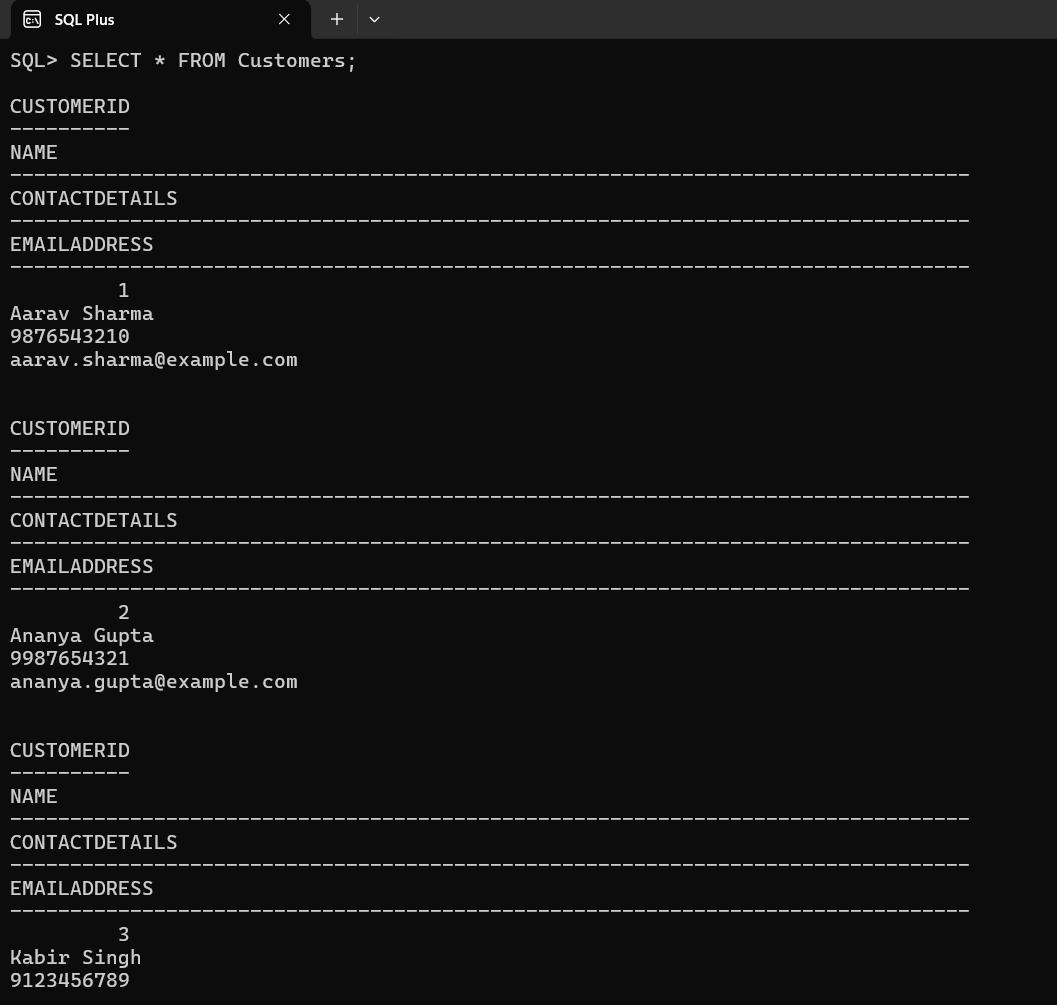 SQL Plus
SQL> SELECT * FROM Customers;
CUSTOMERID
----------
NAME
--------------------------------------------------------------------------------
CONTACTDETAILS
--------------------------------------------------------------------------------
EMAILADDRESS
--------------------------------------------------------------------------------
1
Aarav Sharma
9876543210
aarav.sharma@example.com
CUSTOMERID
----------
NAME
--------------------------------------------------------------------------------
CONTACTDETAILS
--------------------------------------------------------------------------------
EMAILADDRESS
--------------------------------------------------------------------------------
2
Ananya Gupta
9987654321
ananya.gupta@example.com
CUSTOMERID
----------
NAME
--------------------------------------------------------------------------------
CONTACTDETAILS
--------------------------------------------------------------------------------
EMAILADDRESS
--------------------------------------------------------------------------------
3
Kabir Singh
9123456789